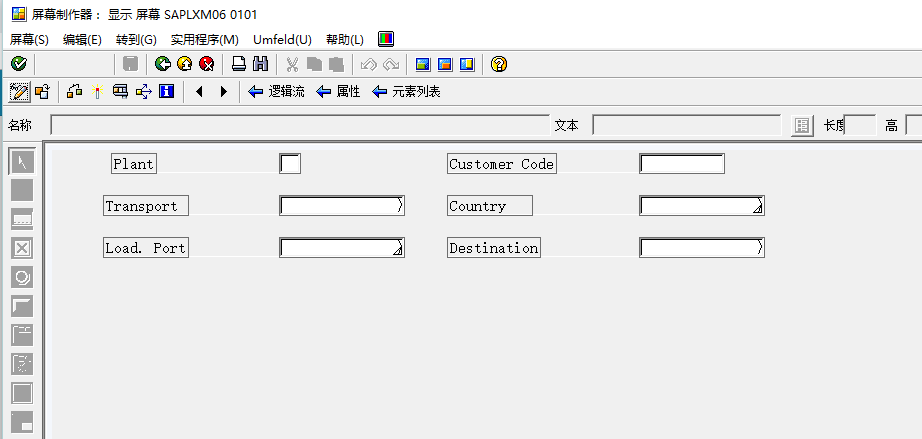 屏幕制作器： 显示 屏幕 SAPLXM06 0101
屏幕(S) 编辑(E) 转到(G) 实用程序(M) Umfeld(U) 帮助(L)
逻辑流 属性 元素列表
名称 文本 长度 高
Plant Customer Code
Transport Country
Load. Port Destination